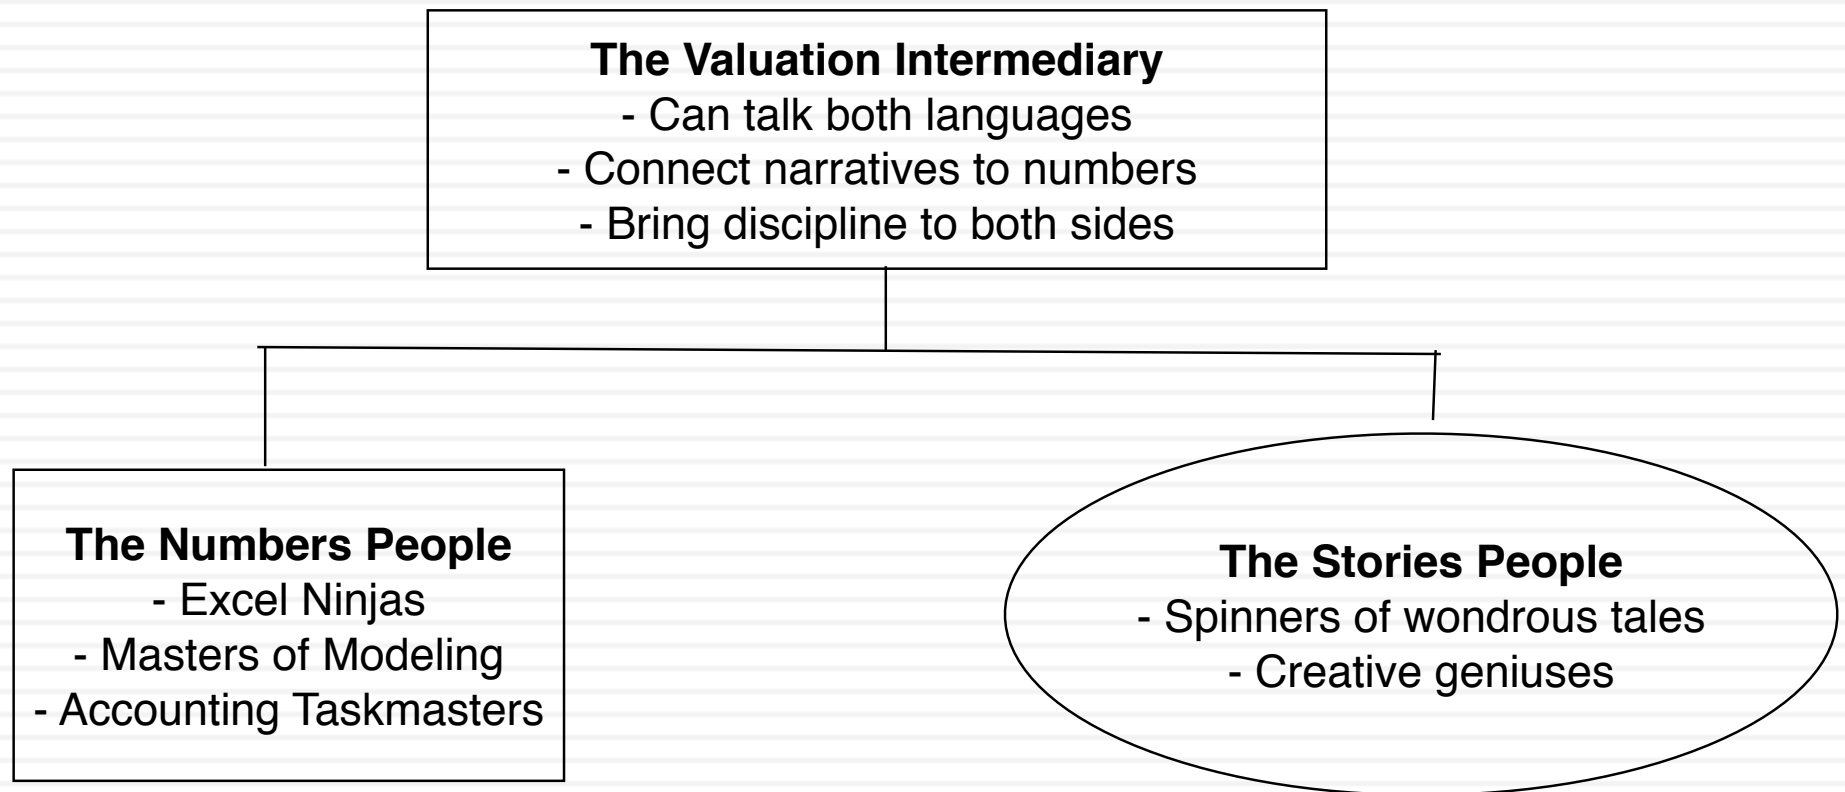 The Valuation Intermediary
- Can talk both languages
- Connect narratives to numbers
- Bring discipline to both sides
The Numbers People
- Excel Ninjas
- Masters of Modeling
- Accounting Taskmasters
The Stories People
- Spinners of wondrous tales
- Creative geniuses